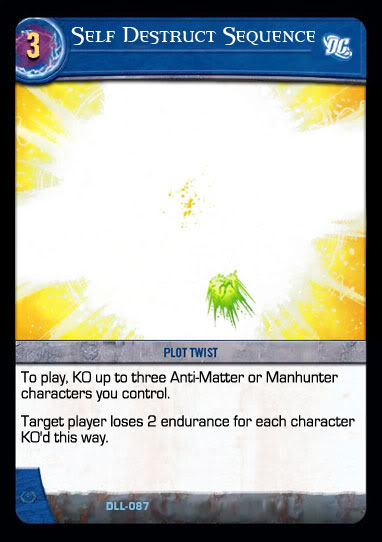 3
Self Destruct Sequence
DC
PLOT TWIST
To play, KO up to three Anti-Matter or Manhunter
characters you control.
Target player loses 2 endurance for each character
KO'd this way.
DLL-087